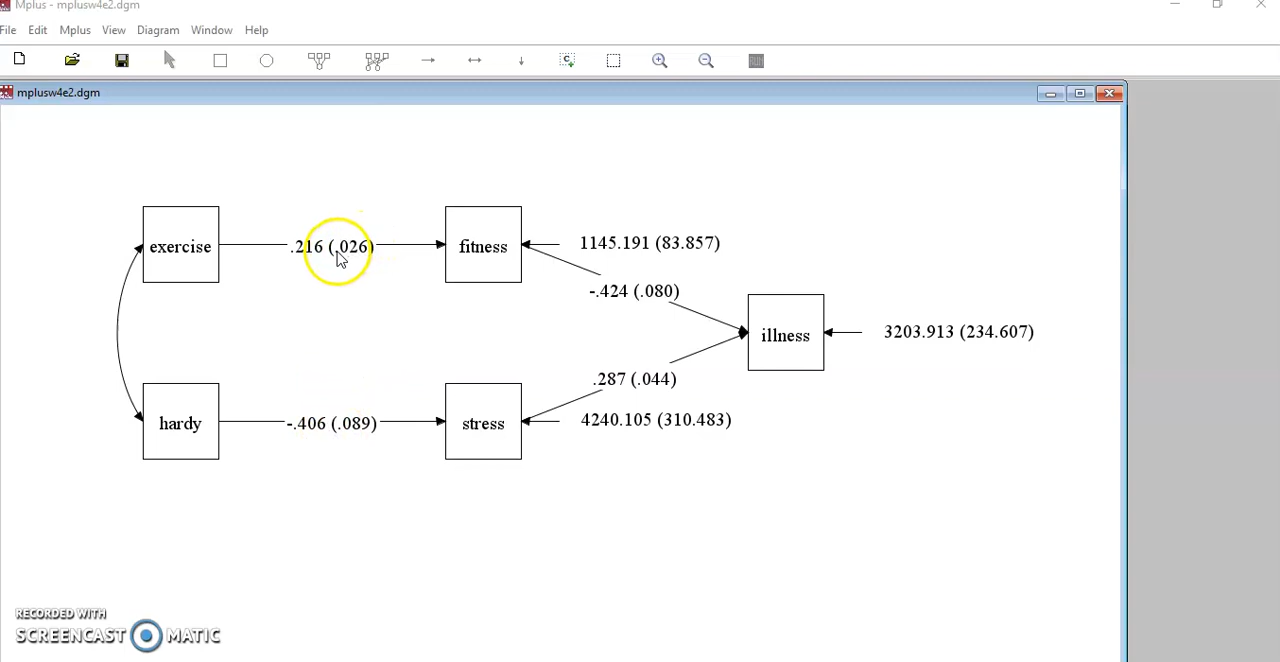 Mplus - mplusw4e2.dgm
File Edit Mplus View Diagram Window Help
C
mplusw4e2.dgm
exercise .216 (.026) fitness 1145.191 (83.857)
-.424 (.080)
illness 3203.913 (234.607)
.287 (.044)
hardy -.406 (.089) stress 4240.105 (310.483)
RECORDED WITH
SCREENCAST MATIC